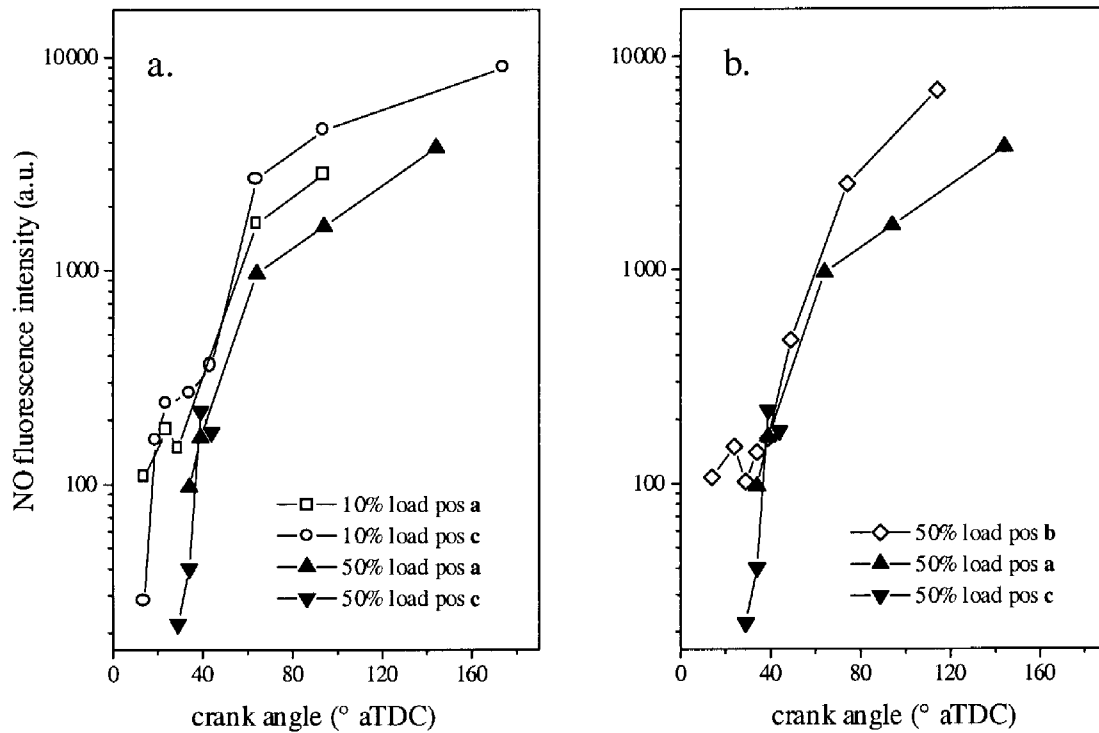 a.
10000
1000
100
NO fluorescence intensity (a.u.)
10% load pos a
10% load pos c
50% load pos a
50% load pos c
0 40 80 120 160
crank angle (° aTDC)
b.
10000
1000
100
50% load pos b
50% load pos a
50% load pos c
0 40 80 120 160
crank angle (° aTDC)